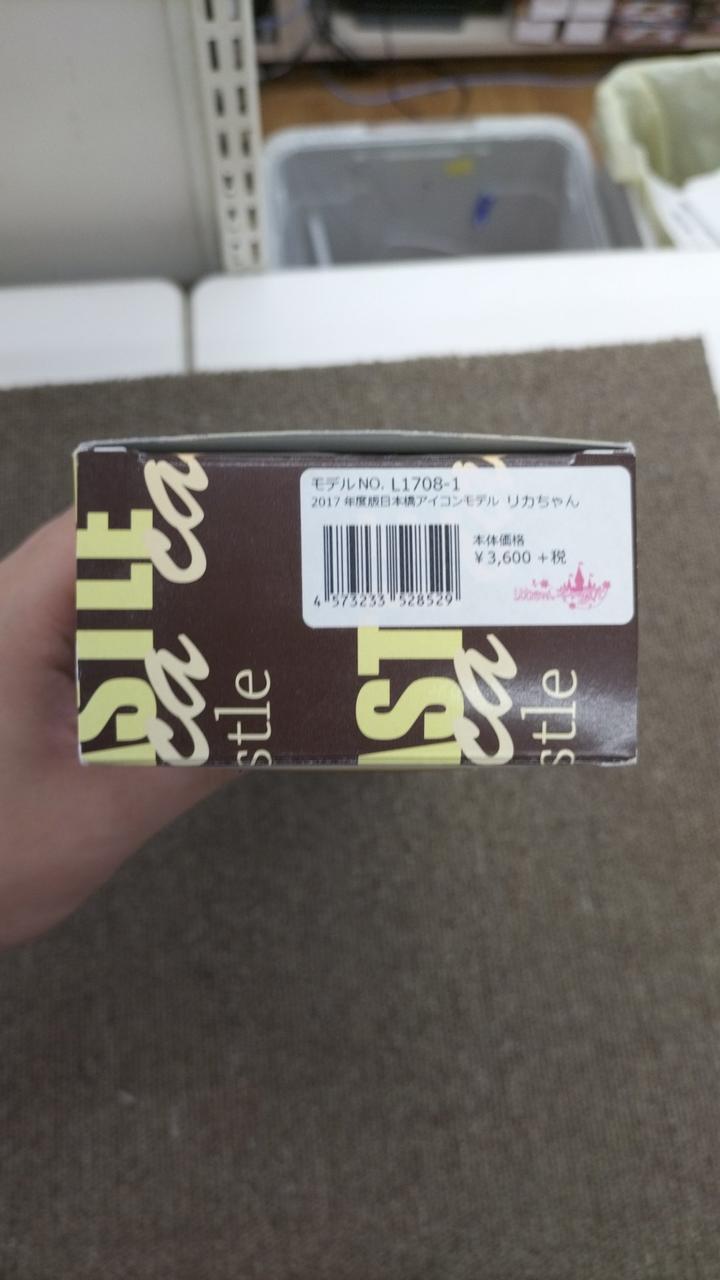 モデルNO. L1708-1
2017年度版日本橋アイコンモデル リカちゃん
本体価格
¥3,600 +税
4 573233 528529
CASTLE
ca
ca
stle
AST
ca
stle